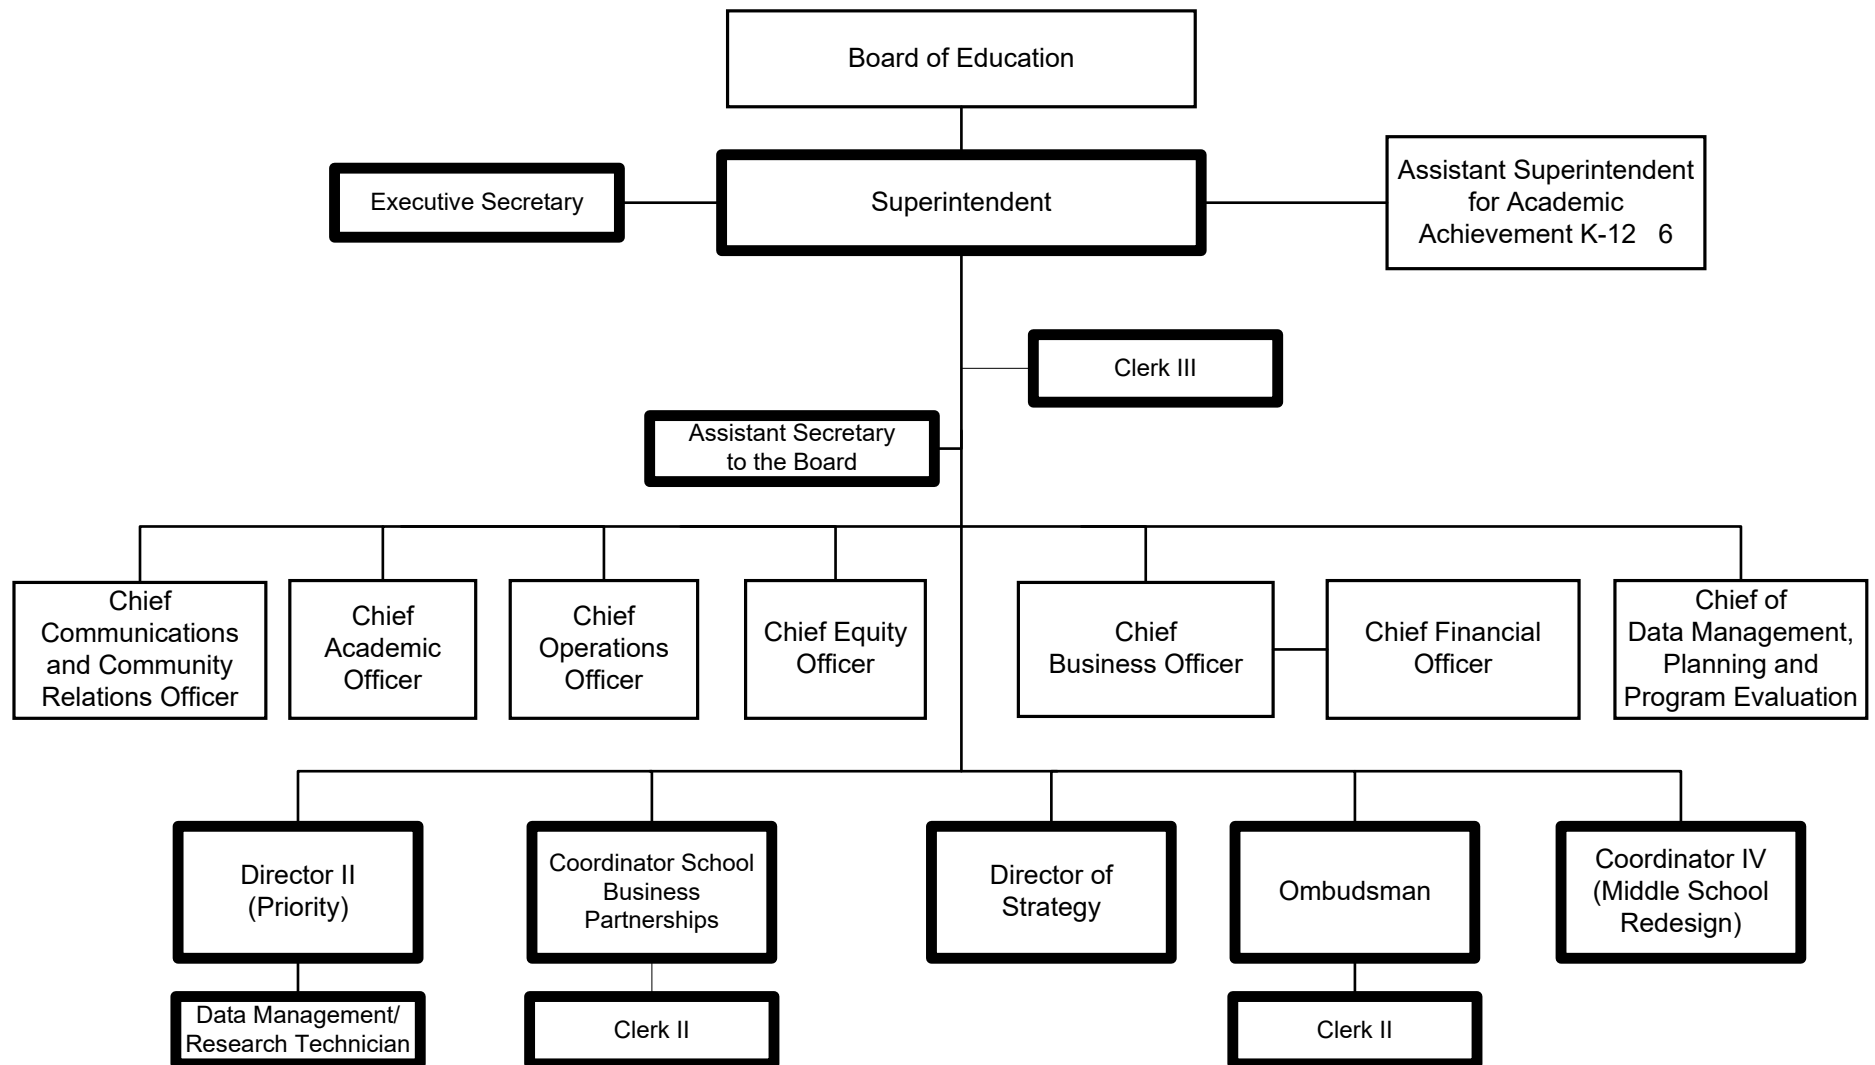 Board of Education
Executive Secretary
Superintendent
Assistant Superintendent
for Academic
Achievement K-12   6
Clerk III
Assistant Secretary
to the Board
Chief
Communications
and Community
Relations Officer
Chief
Academic
Officer
Chief
Operations
Officer
Chief Equity
Officer
Chief
Business Officer
Chief Financial
Officer
Chief of
Data Management,
Planning and
Program Evaluation
Director II
(Priority)
Coordinator School
Business
Partnerships
Director of
Strategy
Ombudsman
Coordinator IV
(Middle School
Redesign)
Data Management/
Research Technician
Clerk II
Clerk II